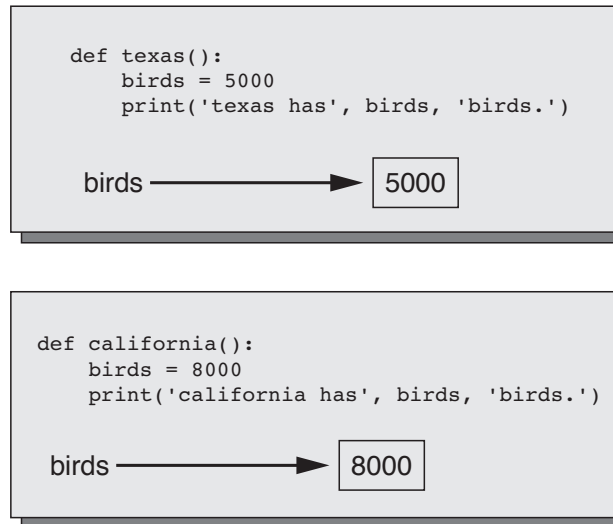 def texas():
    birds = 5000
    print('texas has', birds, 'birds.')
birds 5000
def california():
    birds = 8000
    print('california has', birds, 'birds.')
birds 8000